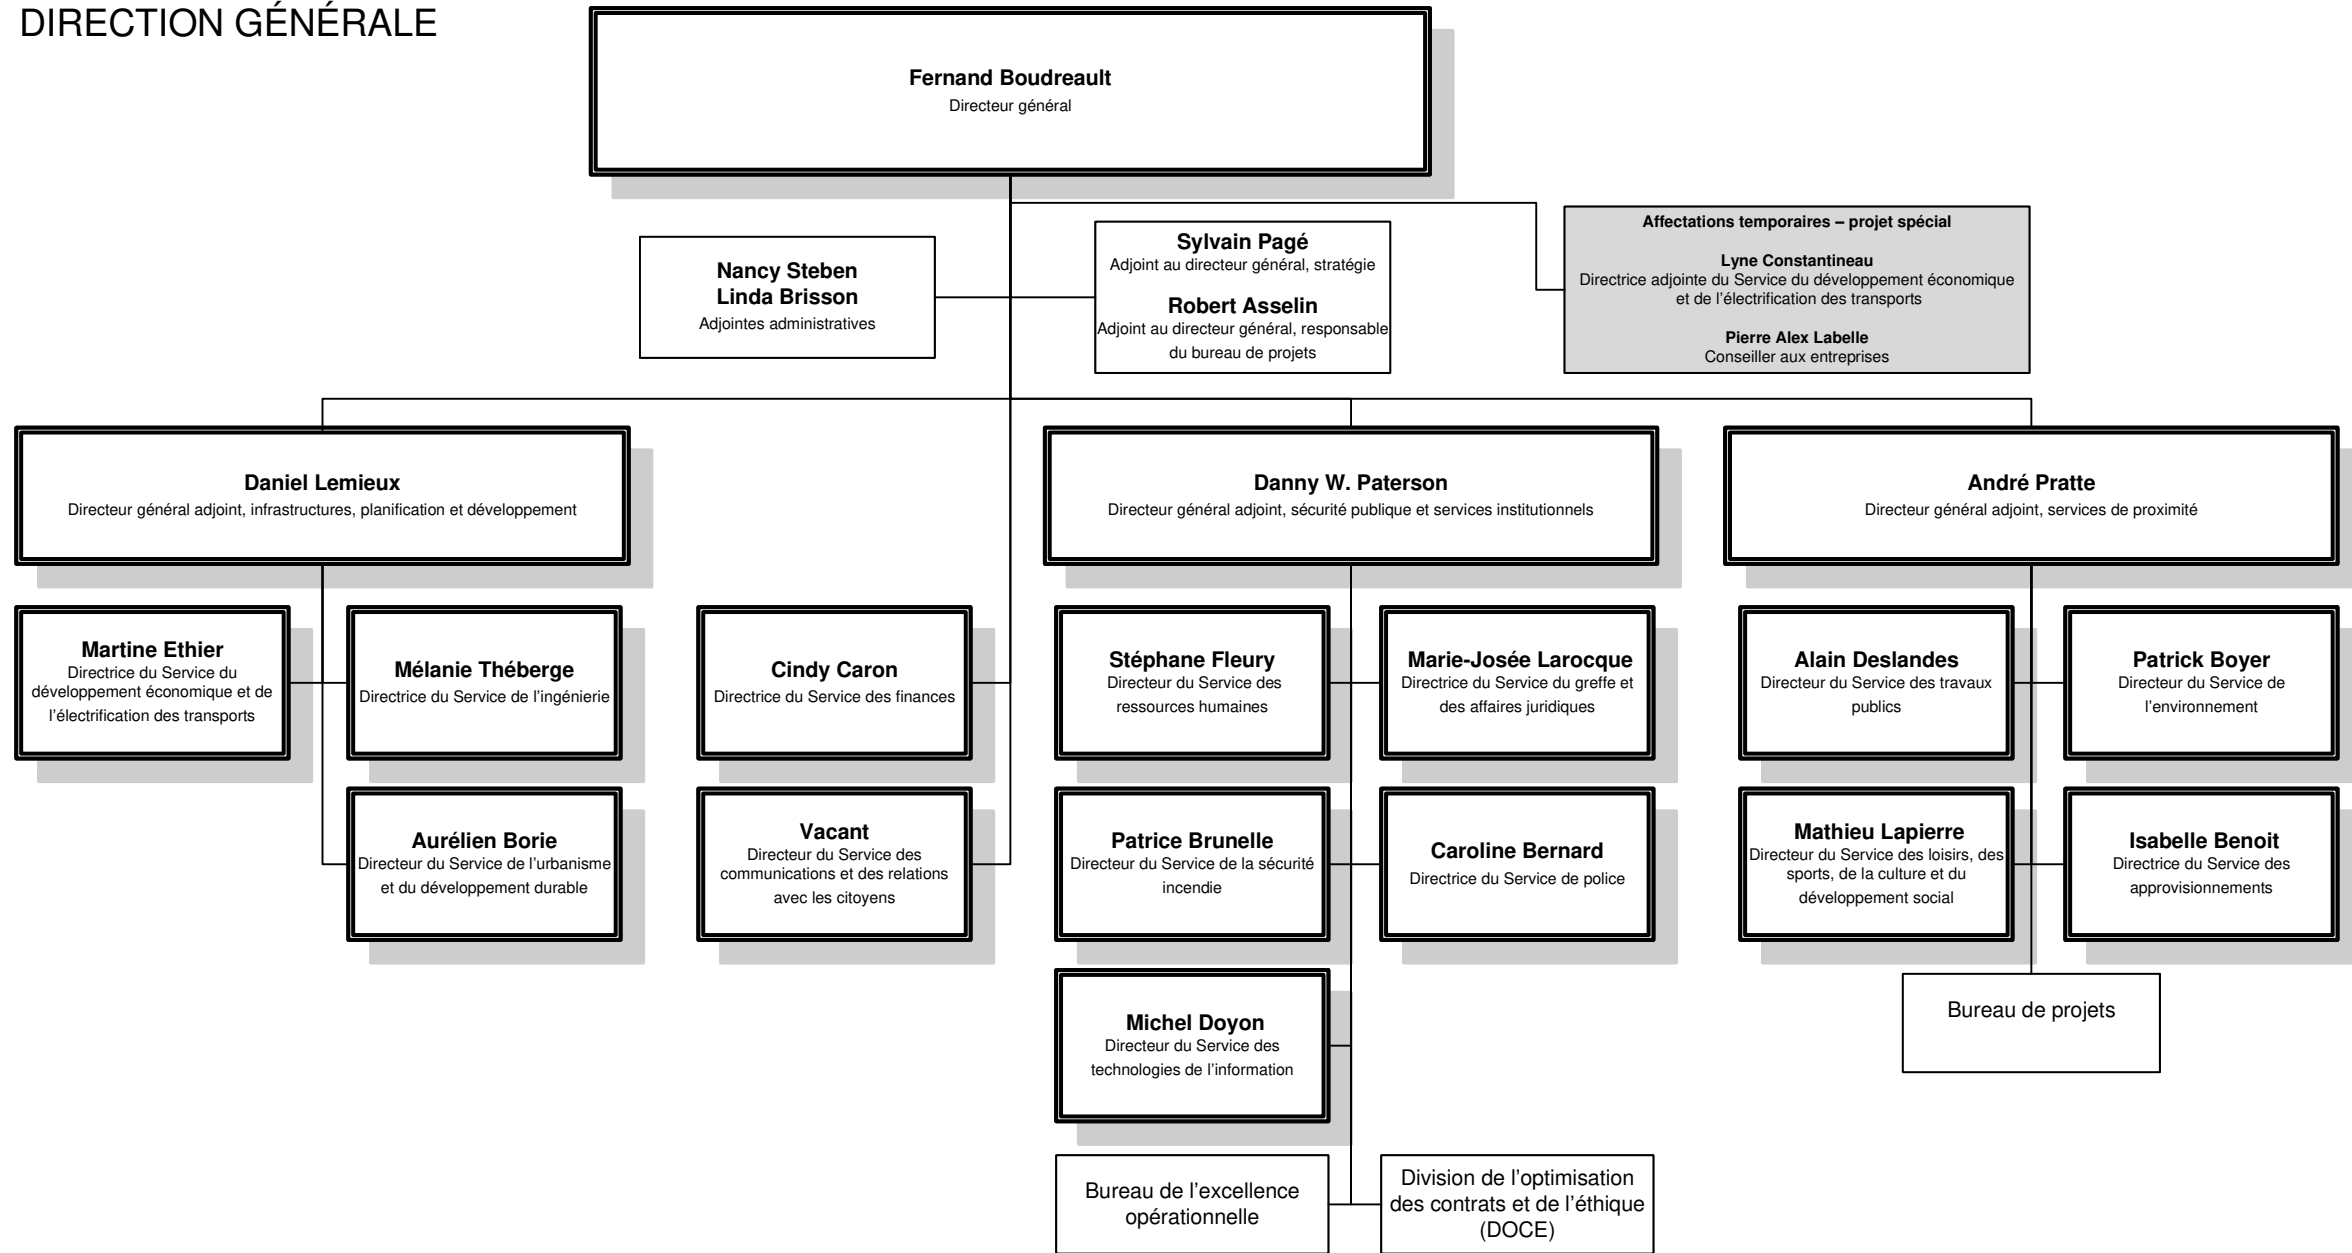 DIRECTION GÉNÉRALE
Fernand Boudreault
Directeur général
Nancy Steben
Linda Brisson
Adjointes administratives
Sylvain Pagé
Adjoint au directeur général, stratégie
Robert Asselin
Adjoint au directeur général, responsable
du bureau de projets
Affectations temporaires – projet spécial
Lyne Constantineau
Directrice adjointe du Service du développement économique
et de l’électrification des transports
Pierre Alex Labelle
Conseiller aux entreprises
Daniel Lemieux
Directeur général adjoint, infrastructures, planification et développement
Danny W. Paterson
Directeur général adjoint, sécurité publique et services institutionnels
André Pratte
Directeur général adjoint, services de proximité
Martine Ethier
Directrice du Service du
développement économique et de
l’électrification des transports
Mélanie Théberge
Directrice du Service de l’ingénierie
Cindy Caron
Directrice du Service des finances
Stéphane Fleury
Directeur du Service des
ressources humaines
Marie-Josée Larocque
Directrice du Service du greffe et
des affaires juridiques
Alain Deslandes
Directeur du Service des travaux
publics
Patrick Boyer
Directeur du Service de
l’environnement
Aurélien Borie
Directeur du Service de l’urbanisme
et du développement durable
Vacant
Directeur du Service des
communications et des relations
avec les citoyens
Patrice Brunelle
Directeur du Service de la sécurité
incendie
Caroline Bernard
Directrice du Service de police
Mathieu Lapierre
Directeur du Service des loisirs, des
sports, de la culture et du
développement social
Isabelle Benoit
Directrice du Service des
approvisionnements
Michel Doyon
Directeur du Service des
technologies de l’information
Bureau de projets
Bureau de l’excellence
opérationnelle
Division de l’optimisation
des contrats et de l’éthique
(DOCE)